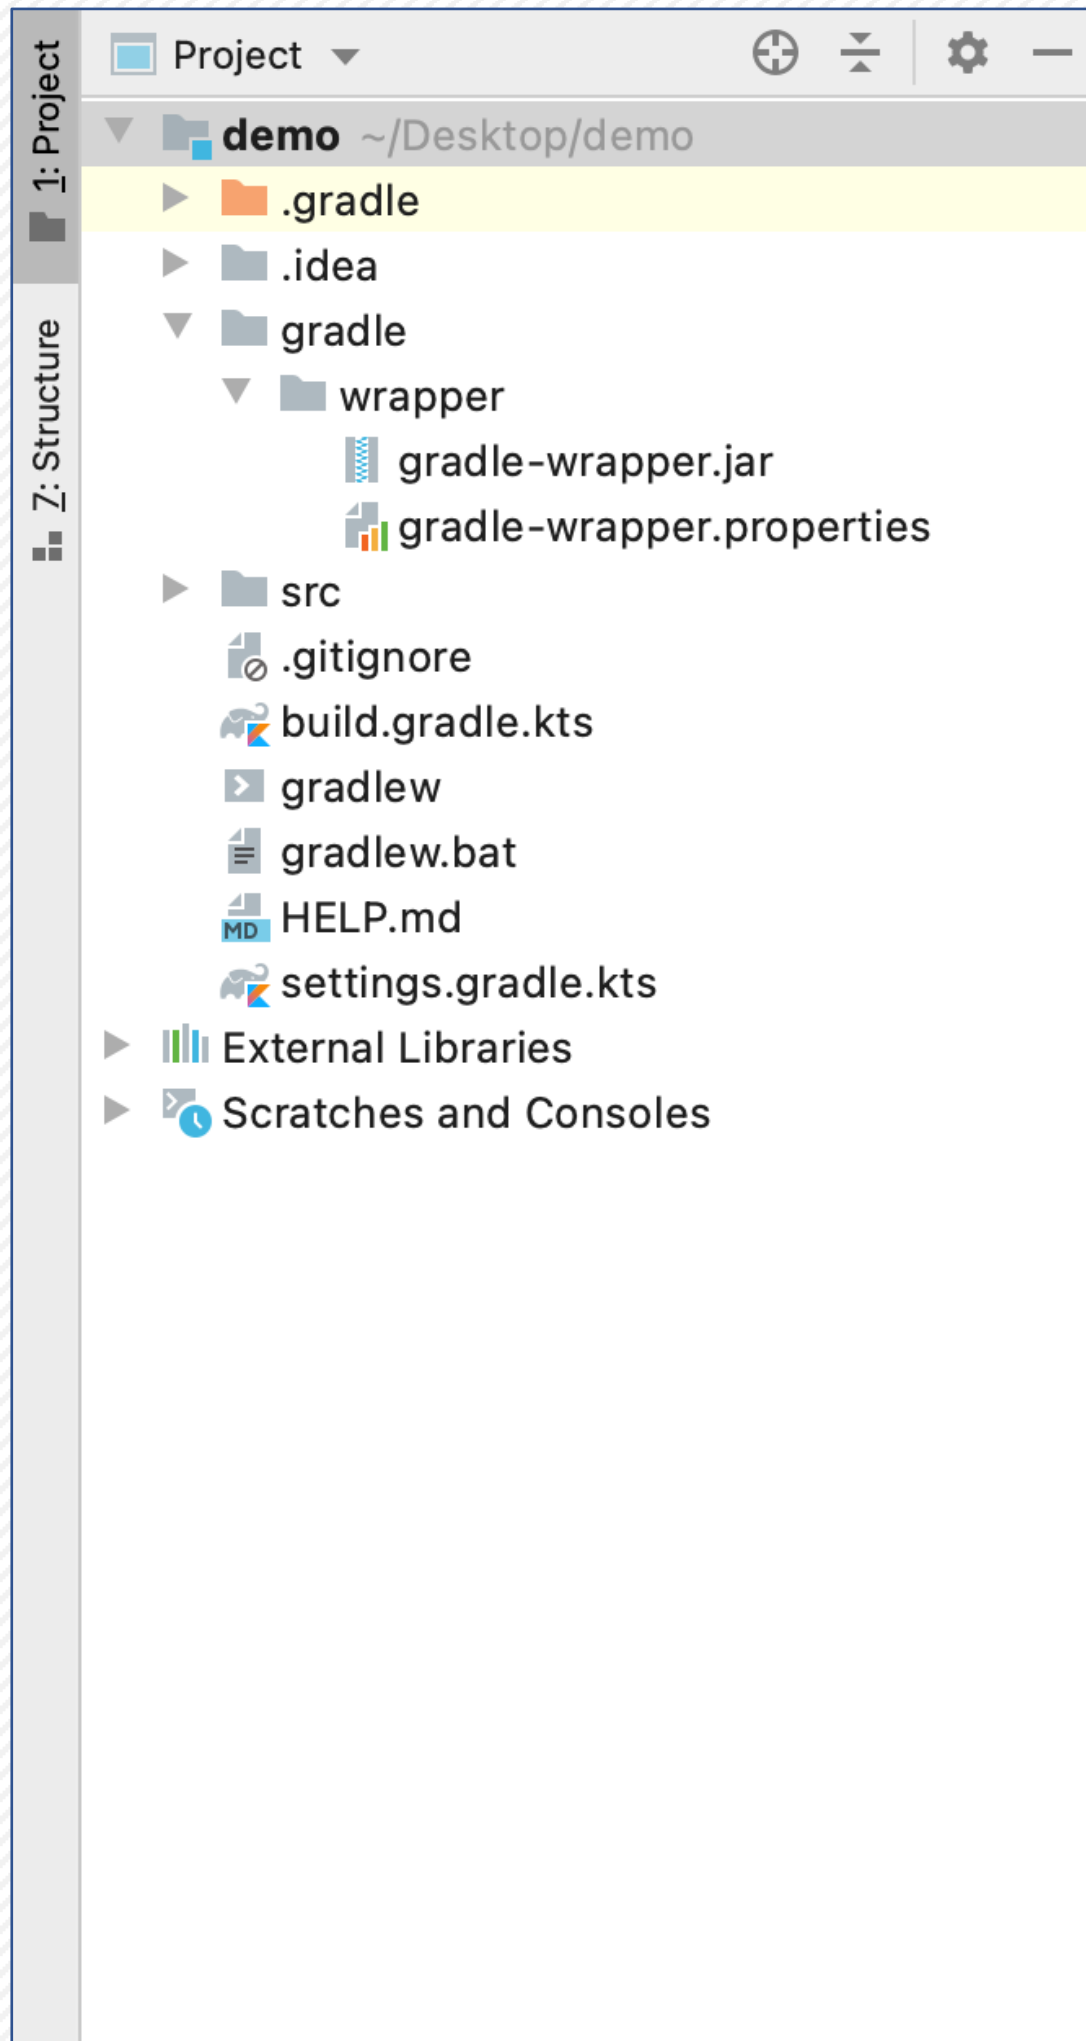 1: Project
7: Structure
Project
demo ~/Desktop/demo
.gradle
.idea
gradle
wrapper
gradle-wrapper.jar
gradle-wrapper.properties
src
.gitignore
build.gradle.kts
gradlew
gradlew.bat
MD HELP.md
settings.gradle.kts
External Libraries
Scratches and Consoles